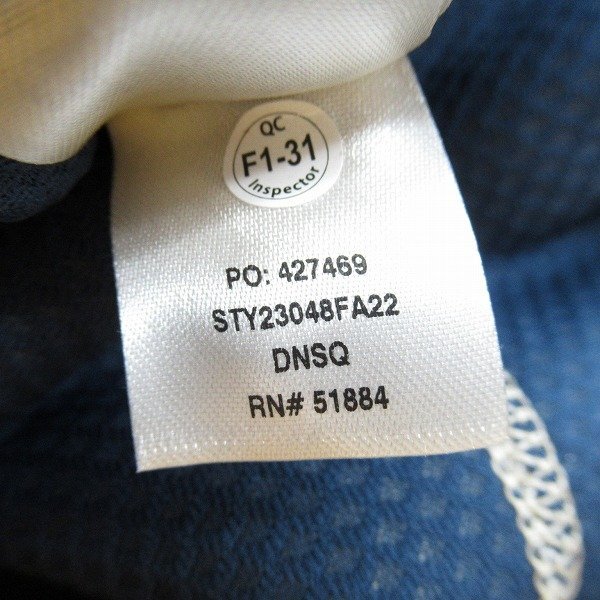 QC
F1-31
Inspector
PO: 427469
STY23048FA22
DNSQ
RN# 51884